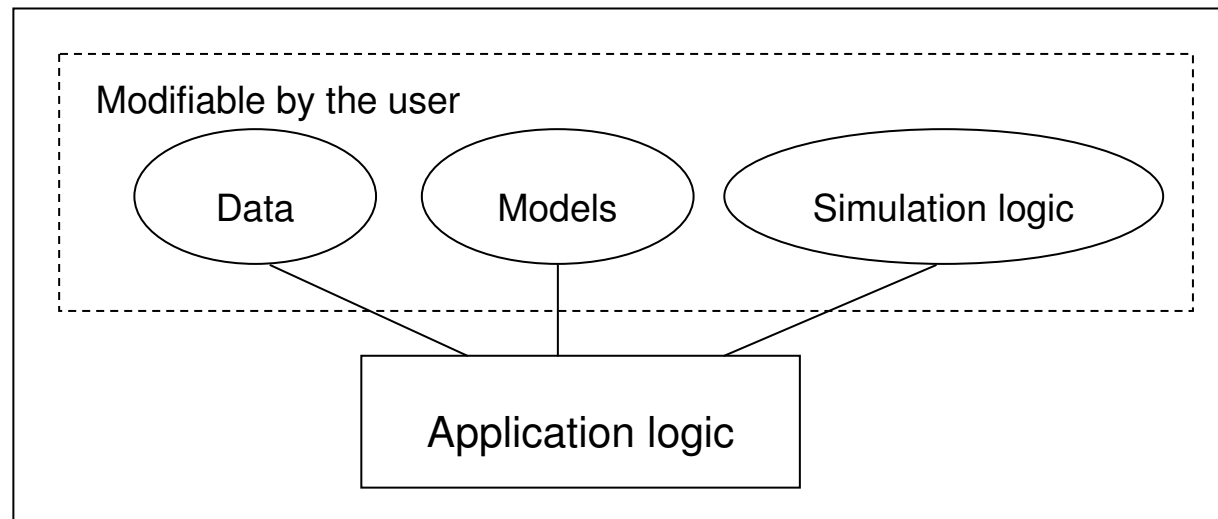 Modifiable by the user
Data
Models
Simulation logic
Application logic